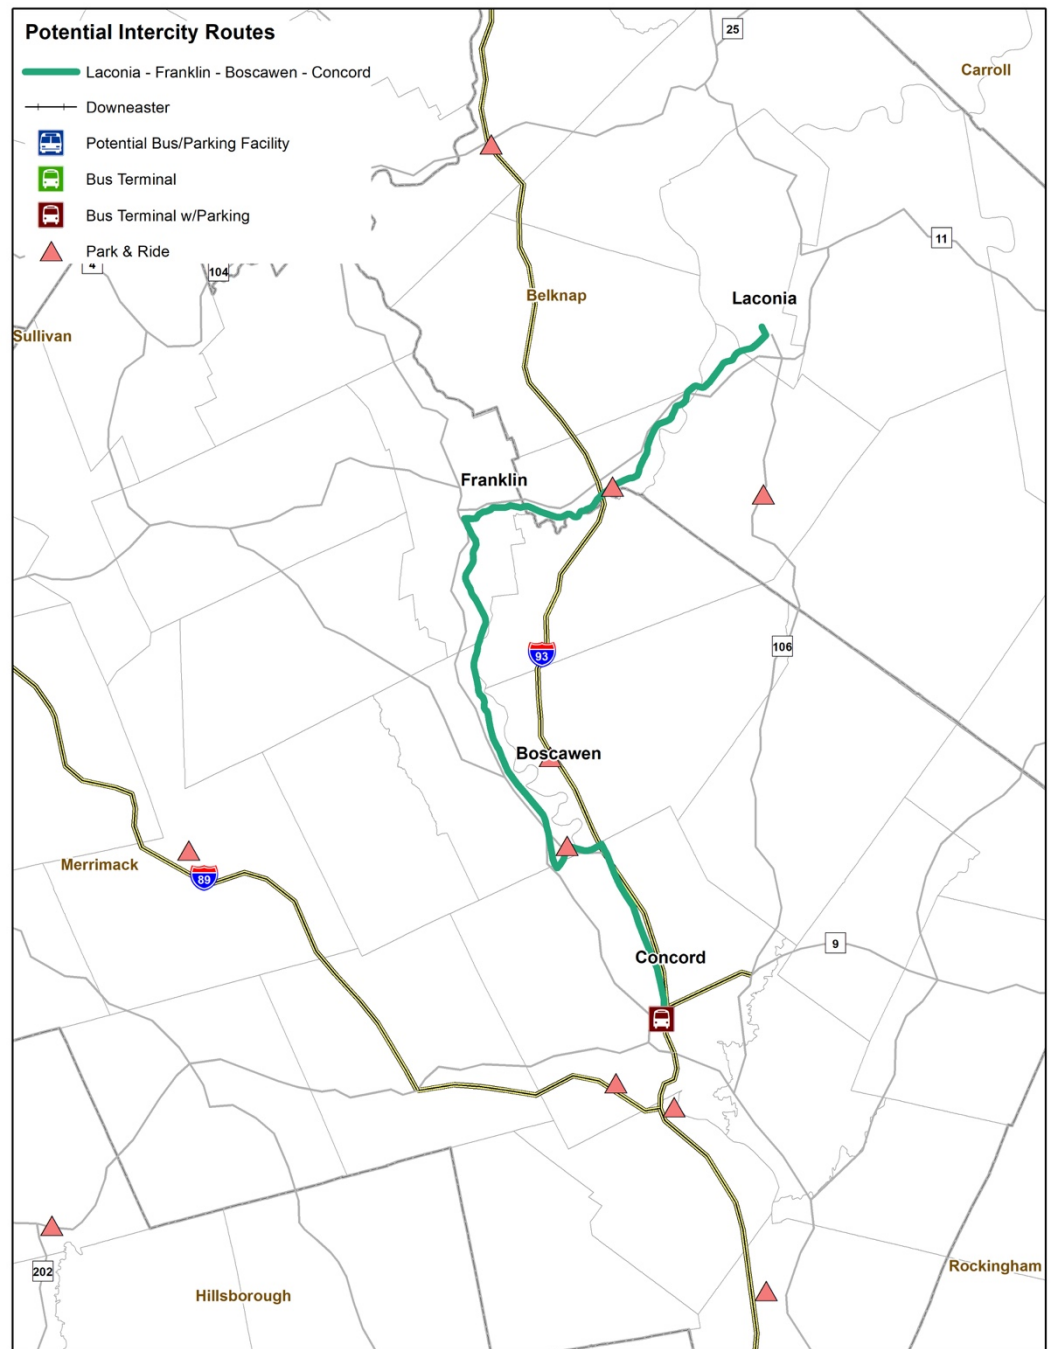 Potential Intercity Routes
Laconia - Franklin - Boscawen - Concord
Downeaster
Potential Bus/Parking Facility
Bus Terminal
Bus Terminal w/Parking
Park & Ride
25
Carroll
11
4
104
Belknap
Laconia
Sullivan
Franklin
106
93
Boscawen
Merrimack
89
9
Concord
202
Hillsborough
Rockingham